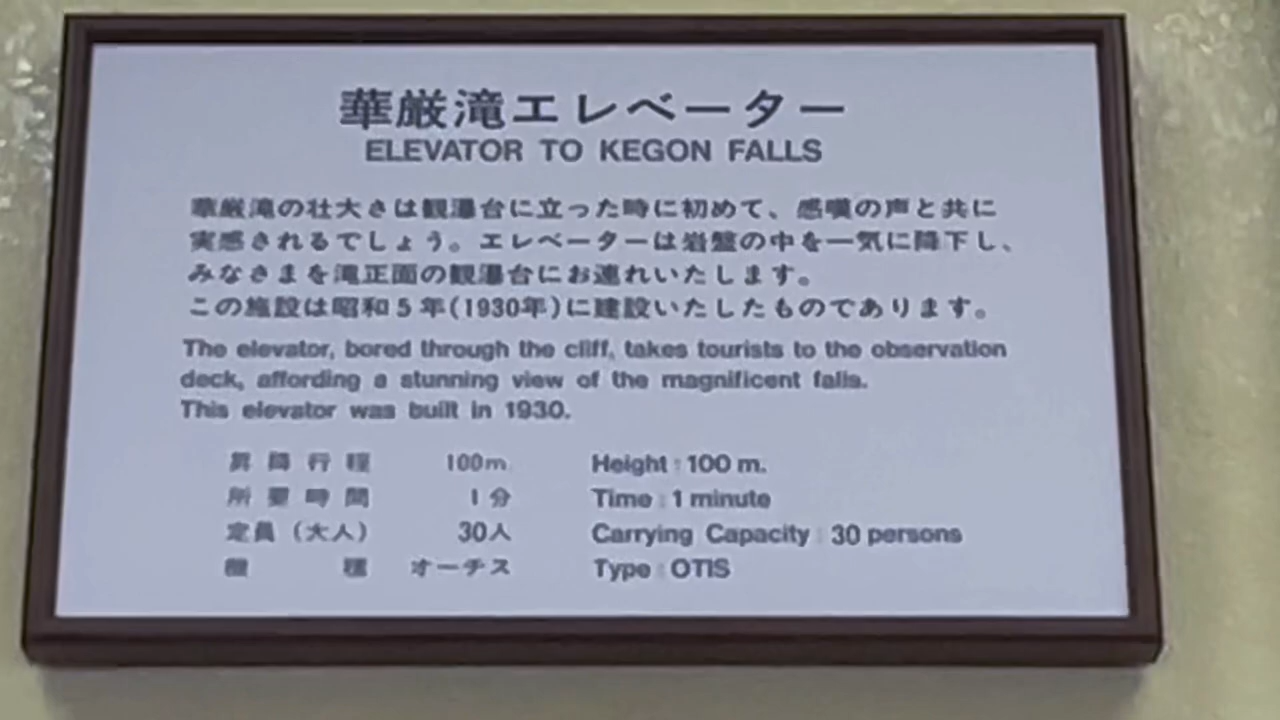 華厳滝エレベーター
ELEVATOR TO KEGON FALLS
華厳滝の壮大さは観瀑台に立った時に初めて、感嘆の声と共に
実感されるでしょう。エレベーターは岩盤の中を一気に降下し、
みなさまを滝正面の観瀑台にお連れいたします。
この施設は昭和5年(1930年)に建設いたしたものであります。
The elevator, bored through the cliff, takes tourists to the observation
deck, affording a stunning view of the magnificent falls.
This elevator was built in 1930.
昇降行程 100m Height : 100 m.
所要時間 1分 Time : 1 minute
定員(大人) 30人 Carrying Capacity : 30 persons
機種 オーチス Type : OTIS